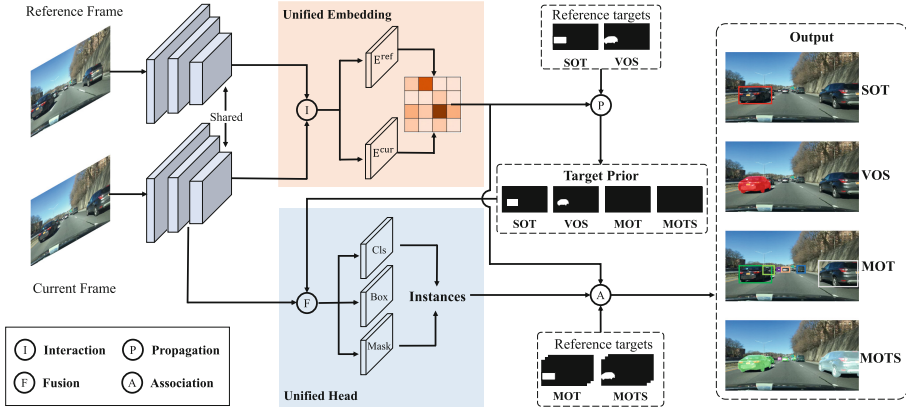 Reference Frame
Shared
Current Frame
Unified Embedding
I
E^ref
E^cur
Reference targets
SOT VOS
P
Target Prior
SOT VOS MOT MOTS
Unified Head
F
Cls
Box
Mask
Instances
A
Reference targets
MOT MOTS
Output
SOT
VOS
MOT
MOTS
I Interaction P Propagation
F Fusion A Association